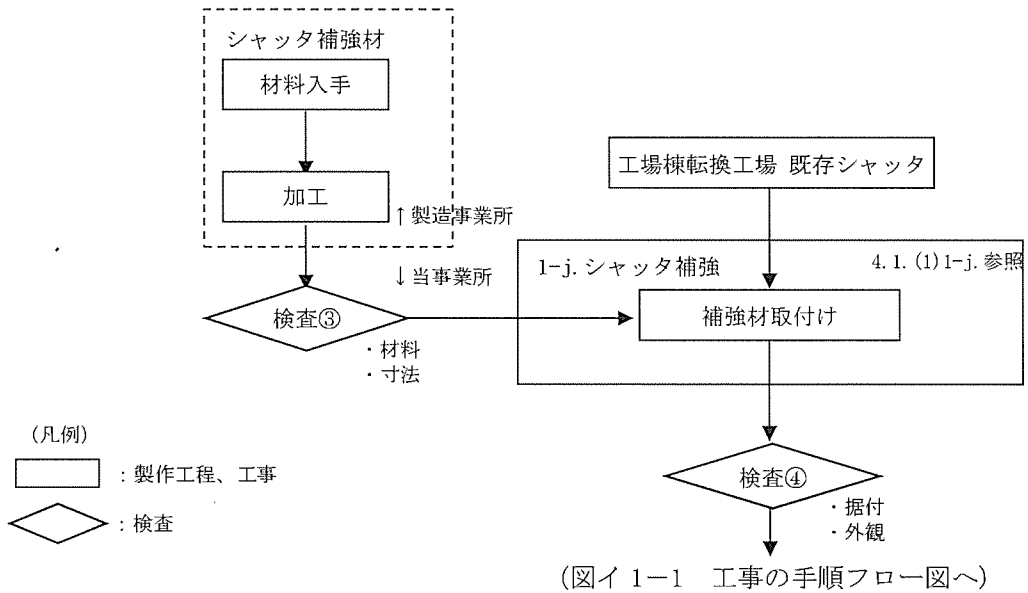 シャッタ補強材
材料入手
加工
↑製造事業所
↓当事業所
検査③
・材料
・寸法
工場棟転換工場 既存シャッタ
1-j.シャッタ補強
4.1.(1)1-j.参照
補強材取付け
検査④
・据付
・外観
(図イ 1－1　工事の手順フロー図へ)
(凡例)
：製作工程、工事
：検査